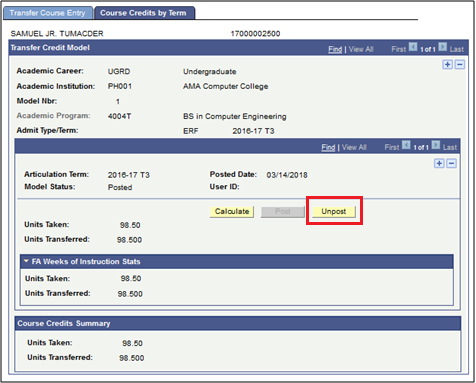 Transfer Course Entry Course Credits by Term
SAMUEL JR. TUMACDER 17000002500
Transfer Credit Model Find | View All First 1 of 1 Last
Academic Career: UGRD Undergraduate
Academic Institution: PH001 AMA Computer College
Model Nbr: 1
Academic Program: 4004T BS in Computer Engineering
Admit Type/Term: ERF 2016-17 T3
Find | View All First 1 of 1 Last
Articulation Term: 2016-17 T3 Posted Date: 03/14/2018
Model Status: Posted User ID:
Calculate Post Unpost
Units Taken: 98.50
Units Transferred: 98.500
FA Weeks of Instruction Stats
Units Taken: 98.50
Units Transferred: 98.500
Course Credits Summary
Units Taken: 98.50
Units Transferred: 98.500